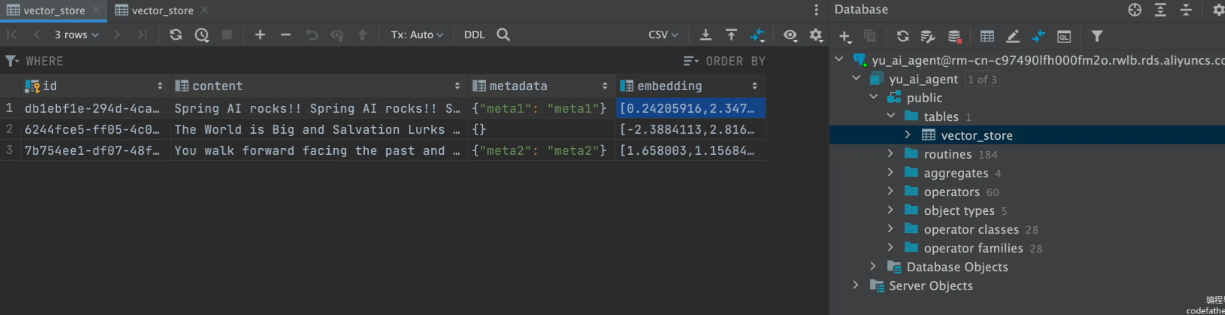 vector_store
vector_store
Database
3 rows
Tx: Auto
DDL
CSV
WHERE
ORDER BY
id content metadata embedding
1 db1ebf1e-294d-4ca… Spring AI rocks!! Spring AI rocks!! S… {"meta1": "meta1"} [0.24205916,2.347…
2 6244fce5-ff05-4c0… The World is Big and Salvation Lurks … {} [-2.3884113,2.816…
3 7b754ee1-df07-48f… You walk forward facing the past and … {"meta2": "meta2"} [1.658003,1.15684…
yu_ai_agent@rm-cn-c97490lfh000fm2o.rwlb.rds.aliyuncs.co
yu_ai_agent 1 of 3
public
tables 1
vector_store
routines 184
aggregates 4
operators 60
object types 5
operator classes 28
operator families 28
Database Objects
Server Objects
编程
codefathe